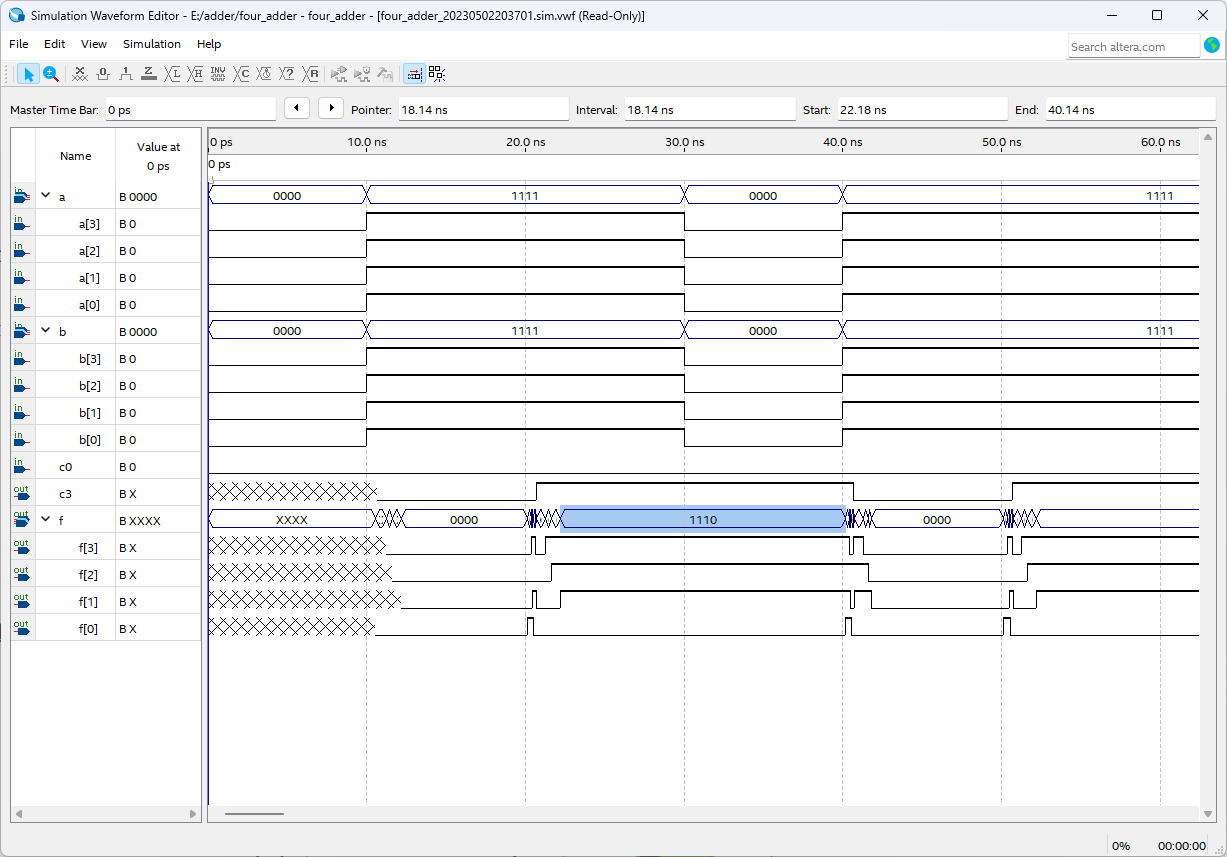 Simulation Waveform Editor - E:/adder/four_adder - four_adder - [four_adder_20230502203701.sim.vwf (Read-Only)]
File Edit View Simulation Help
Search altera.com
Master Time Bar: 0 ps Pointer: 18.14 ns Interval: 18.14 ns Start: 22.18 ns End: 40.14 ns
Name Value at 0 ps
0 ps 10.0 ns 20.0 ns 30.0 ns 40.0 ns 50.0 ns 60.0 ns
0 ps
in a B 0000 0000 1111 0000 1111
in a[3] B 0
in a[2] B 0
in a[1] B 0
in a[0] B 0
in b B 0000 0000 1111 0000 1111
in b[3] B 0
in b[2] B 0
in b[1] B 0
in b[0] B 0
in c0 B 0
out c3 B X
out f B XXXX XXXX 0000 1110 0000
out f[3] B X
out f[2] B X
out f[1] B X
out f[0] B X
0% 00:00:00